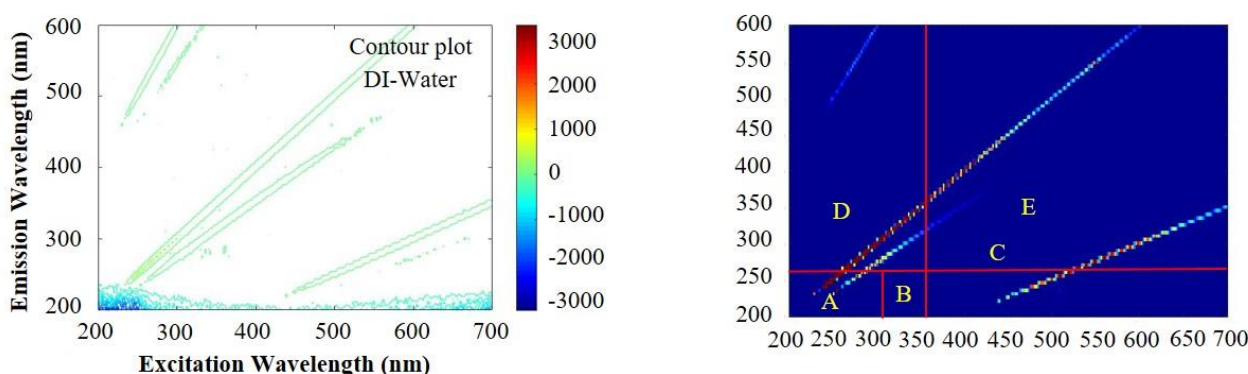 600
500
400
300
200
Emission Wavelength (nm)
Contour plot
DI-Water
200 300 400 500 600 700
Excitation Wavelength (nm)
3000
2000
1000
0
-1000
-2000
-3000
600
550
500
450
400
350
300
250
200
D
E
C
A
B
200 250 300 350 400 450 500 550 600 650 700